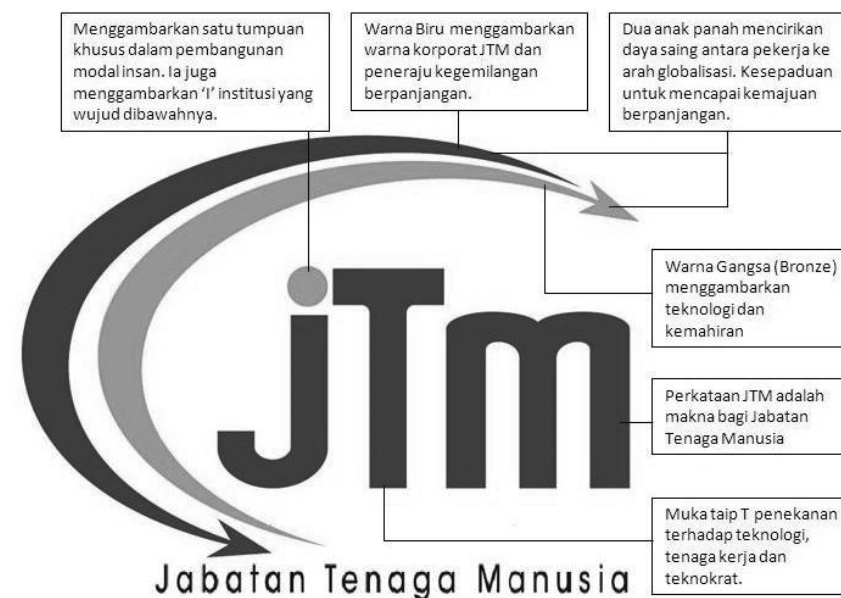 Menggambarkan satu tumpuan
khusus dalam pembangunan
modal insan. Ia juga
menggambarkan ‘I’ institusi yang
wujud dibawahnya.
Warna Biru menggambarkan
warna korporat JTM dan
peneraju kegemilangan
berpanjangan.
Dua anak panah mencirikan
daya saing antara pekerja ke
arah globalisasi. Kesepaduan
untuk mencapai kemajuan
berpanjangan.
Warna Gangsa (Bronze)
menggambarkan
teknologi dan
kemahiran
jTm
Perkataan JTM adalah
makna bagi Jabatan
Tenaga Manusia
Muka taip T penekanan
terhadap teknologi,
tenaga kerja dan
teknokrat.
Jabatan Tenaga Manusia